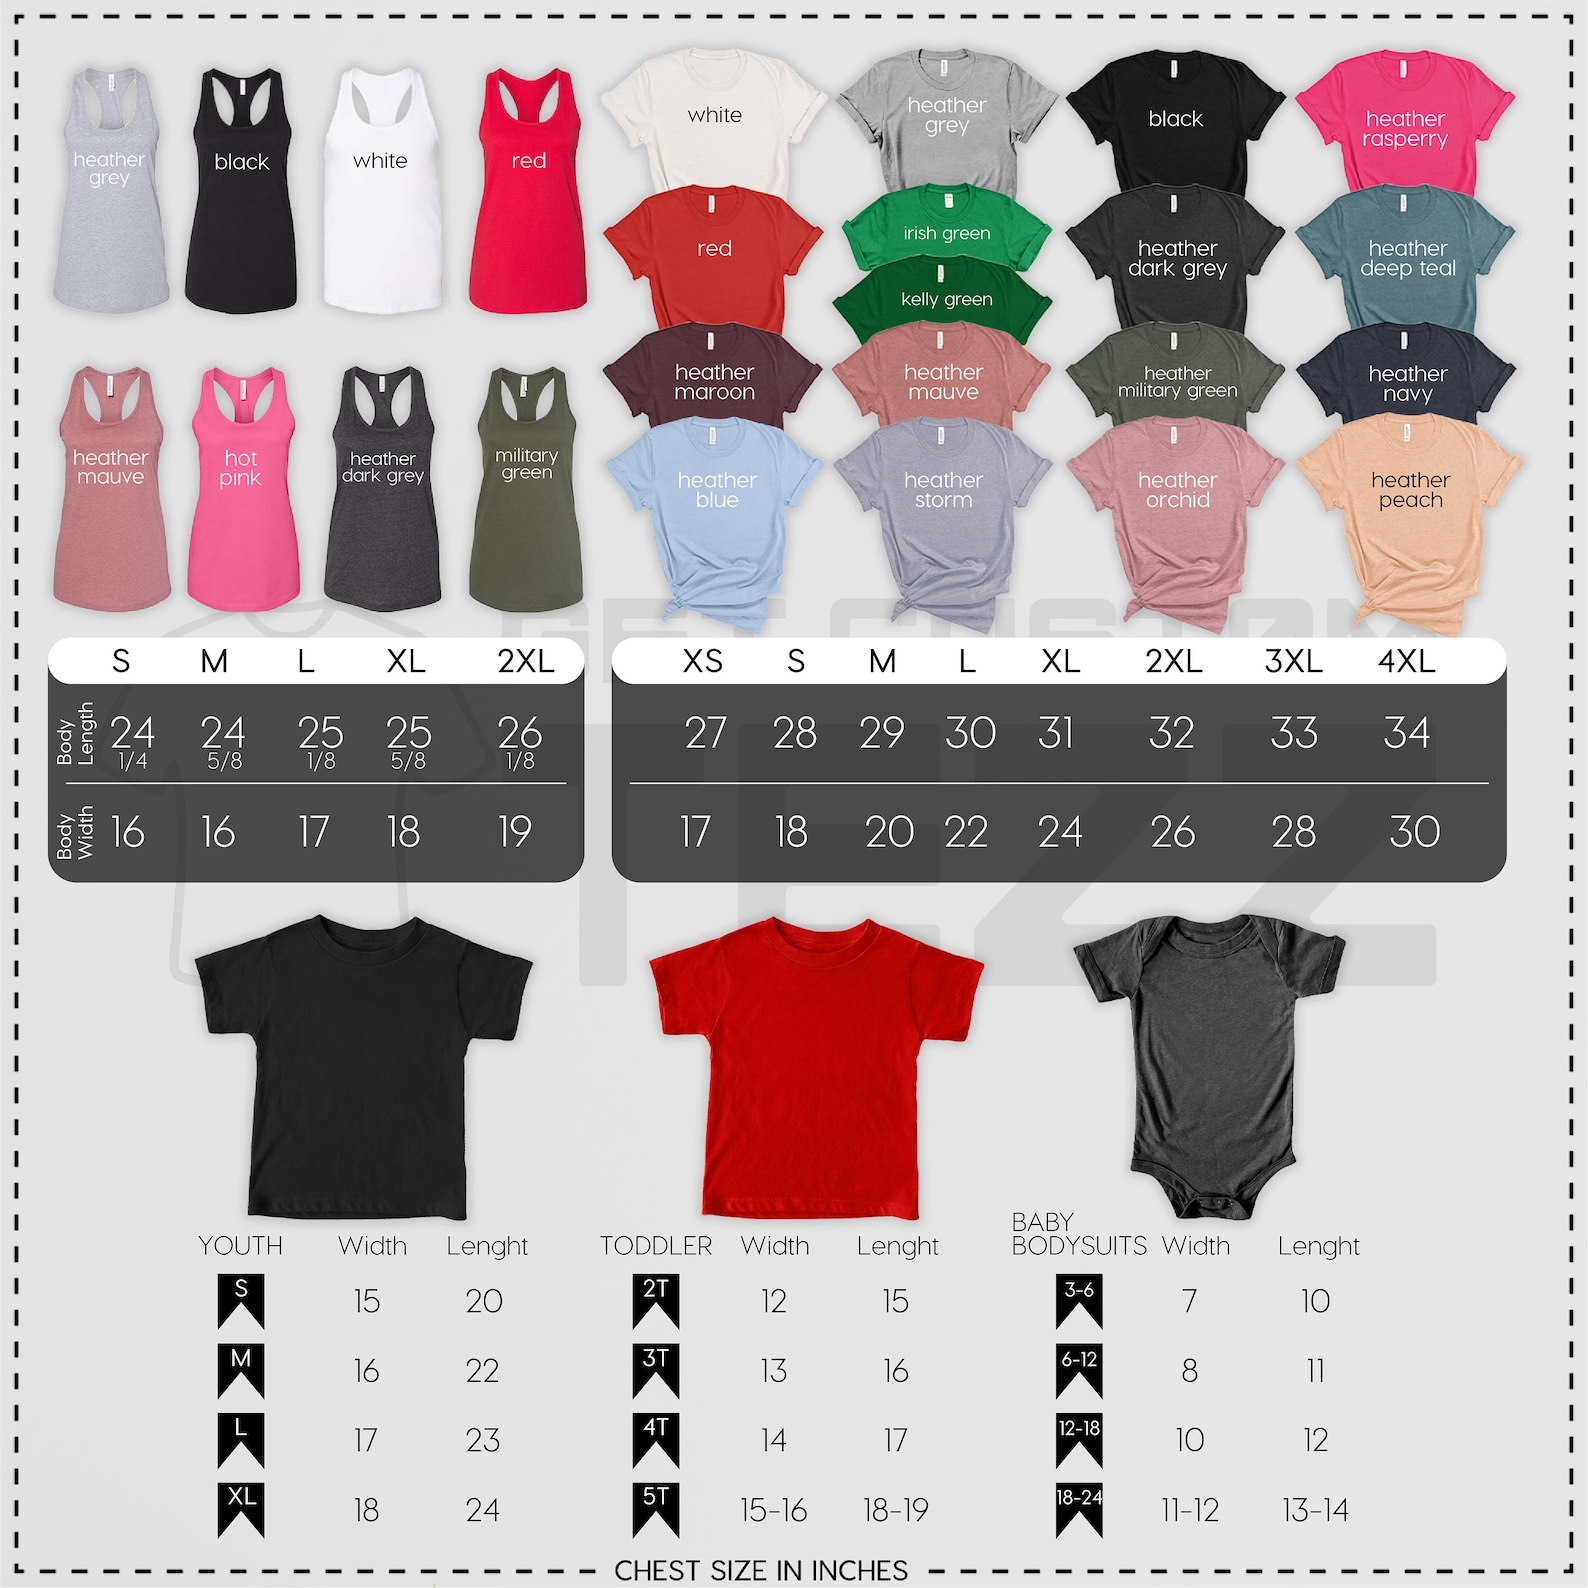 heather
grey
black
white
red
heather
mauve
hot
pink
heather
dark grey
military
green
white
heather
grey
black
heather
rasperry
red
irish green
kelly green
heather
dark grey
heather
deep teal
heather
maroon
heather
mauve
heather
military green
heather
navy
heather
blue
heather
storm
heather
orchid
heather
peach
GET CUSTOM
TEZZ
S M L XL 2XL
Body
Length
24 1/4 24 5/8 25 1/8 25 5/8 26 1/8
Body
Width
16 16 17 18 19
XS S M L XL 2XL 3XL 4XL
27 28 29 30 31 32 33 34
17 18 20 22 24 26 28 30
YOUTH Width Lenght
S 15 20
M 16 22
L 17 23
XL 18 24
TODDLER Width Lenght
2T 12 15
3T 13 16
4T 14 17
5T 15-16 18-19
BABY
BODYSUITS Width Lenght
3-6 7 10
6-12 8 11
12-18 10 12
18-24 11-12 13-14
CHEST SIZE IN INCHES